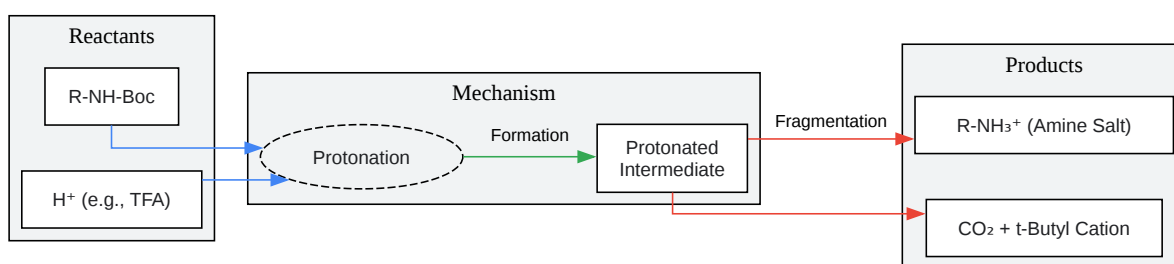 Reactants
R-NH-Boc
H⁺ (e.g., TFA)
Mechanism
Protonation
Formation
Protonated
Intermediate
Fragmentation
Products
R-NH₃⁺ (Amine Salt)
CO₂ + t-Butyl Cation